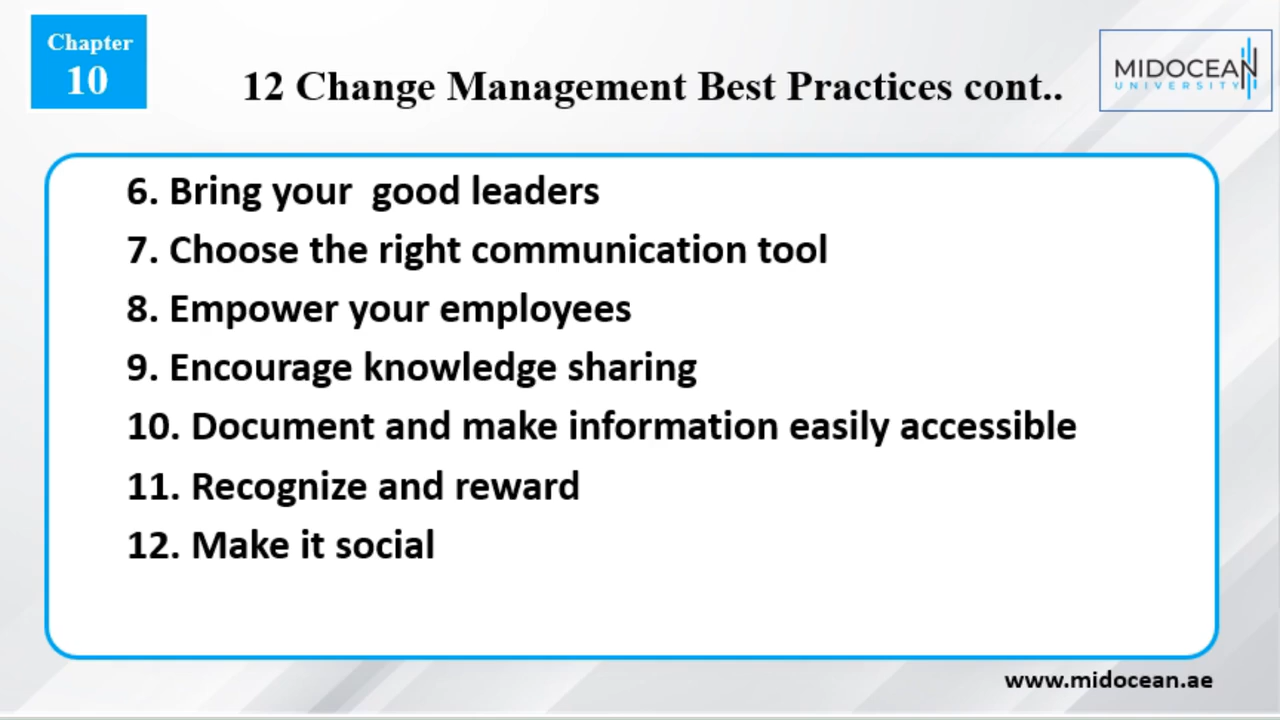 Chapter
10
12 Change Management Best Practices cont..
MIDOCEAN
UNIVERSITY
6. Bring your  good leaders
7. Choose the right communication tool
8. Empower your employees
9. Encourage knowledge sharing
10. Document and make information easily accessible
11. Recognize and reward
12. Make it social
www.midocean.ae